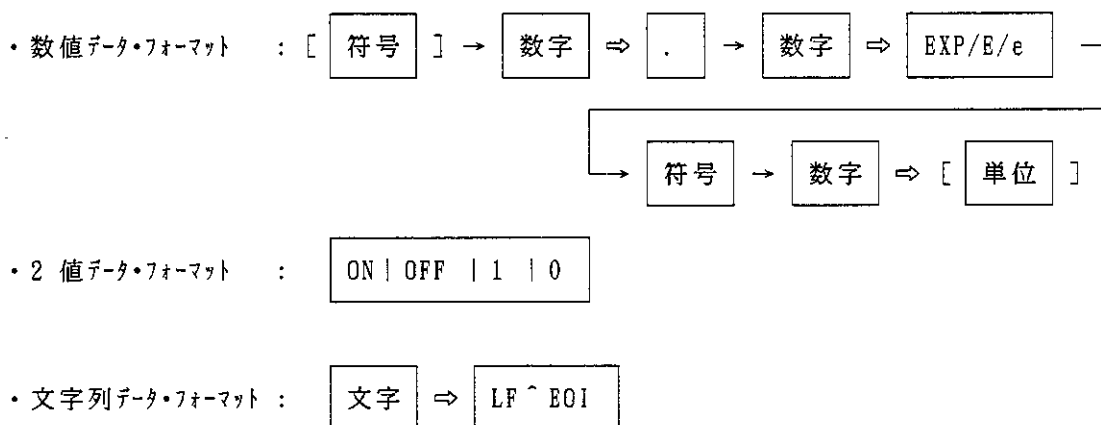 ・数値ﾃﾞｰﾀ・ﾌｫｰﾏｯﾄ : [ 符号 ] → 数字 ⇨ . → 数字 ⇨ EXP/E/e
→ 符号 → 数字 ⇨ [ 単位 ]
・2 値ﾃﾞｰﾀ・ﾌｫｰﾏｯﾄ : ON | OFF | 1 | 0
・文字列ﾃﾞｰﾀ・ﾌｫｰﾏｯﾄ : 文字 ⇨ LF ^ EOI